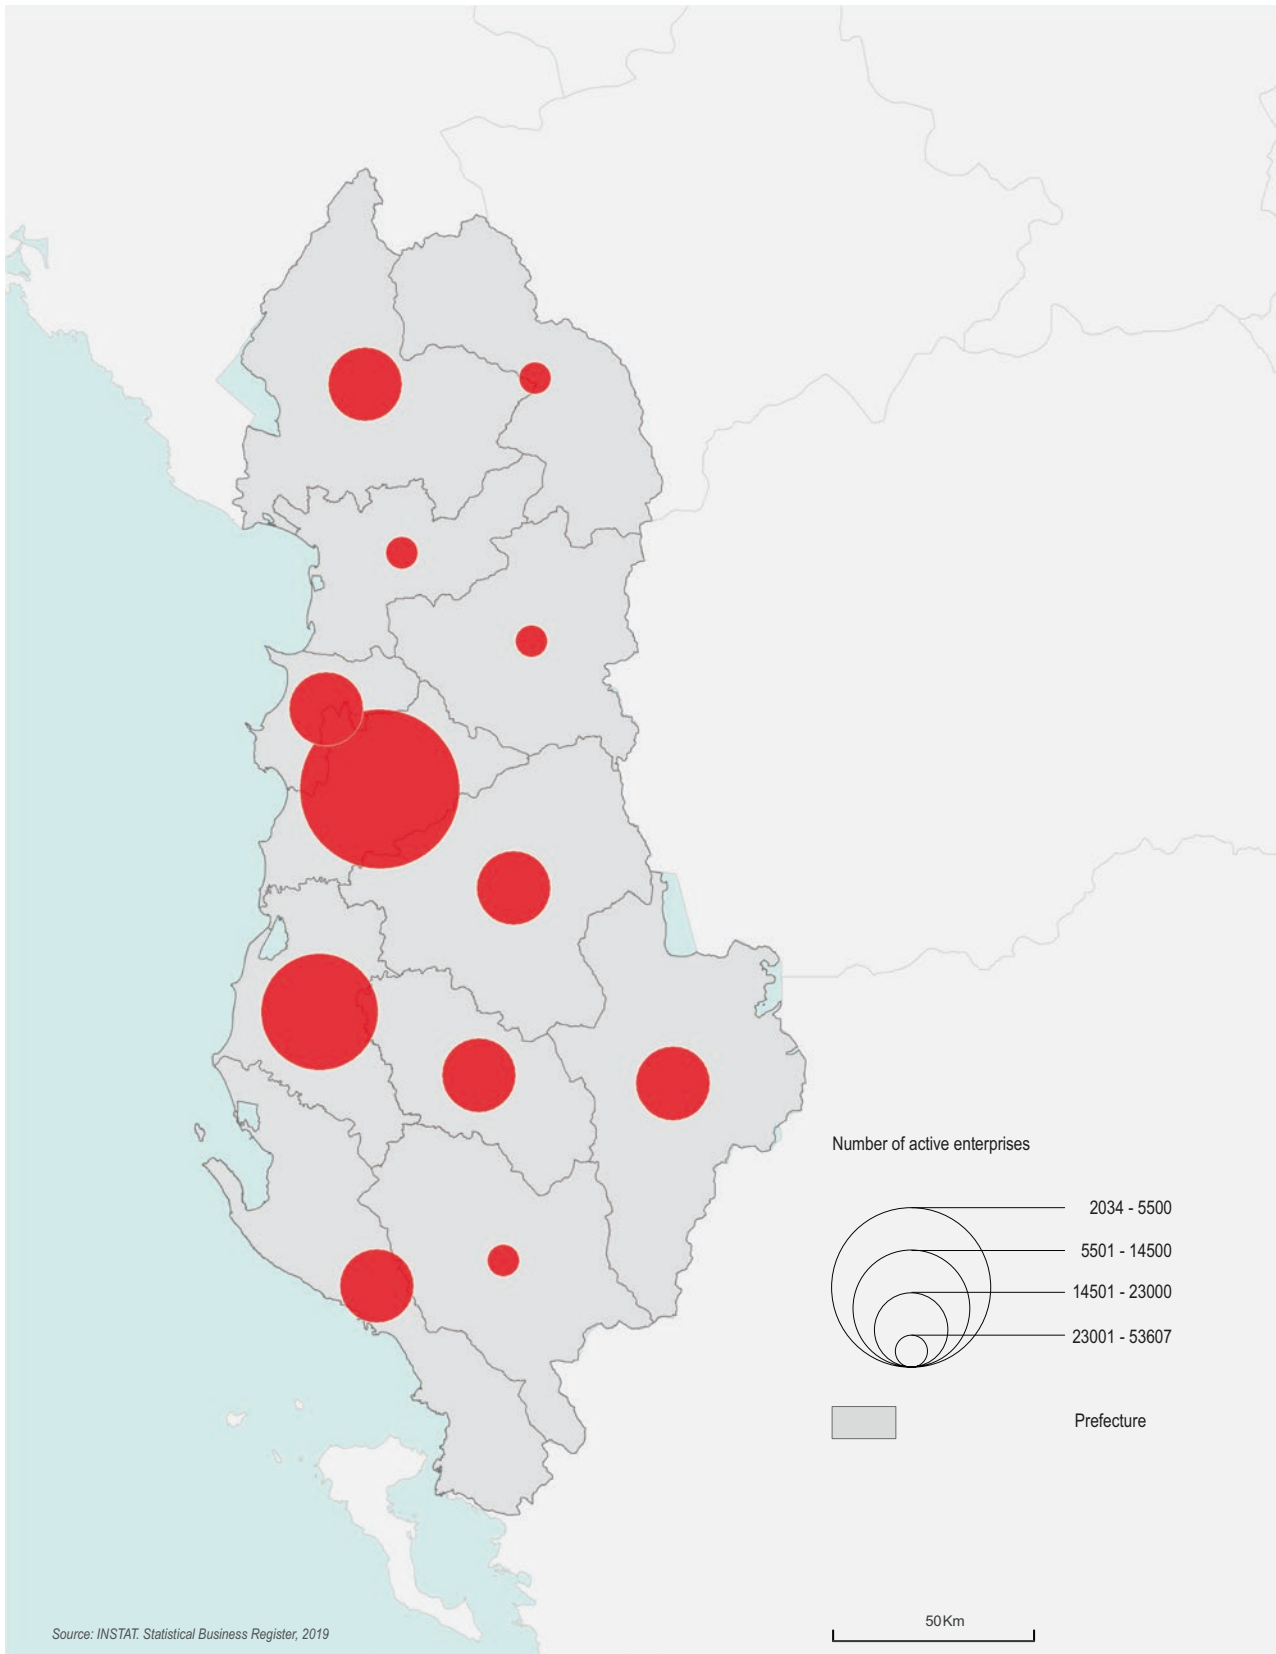 Number of active enterprises
2034 - 5500
5501 - 14500
14501 - 23000
23001 - 53607
Prefecture
50Km
Source: INSTAT. Statistical Business Register, 2019